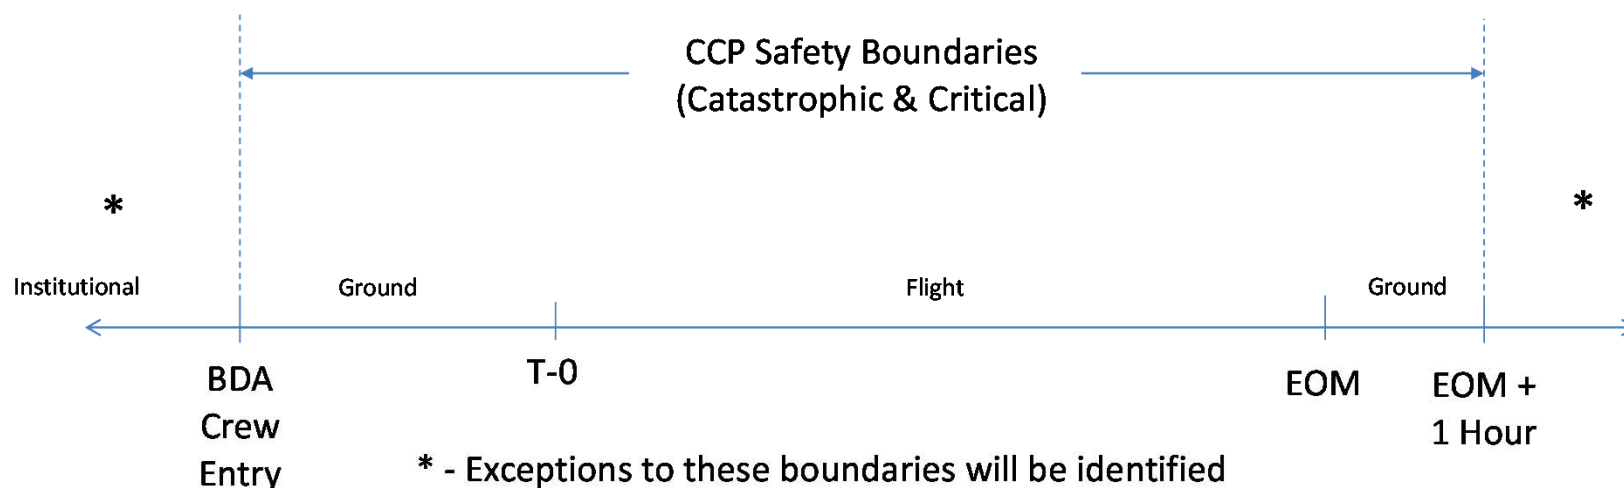 CCP Safety Boundaries
(Catastrophic & Critical)
*
*
Institutional
Ground
Flight
Ground
BDA
Crew
Entry
T-0
EOM
EOM +
1 Hour
* - Exceptions to these boundaries will be identified